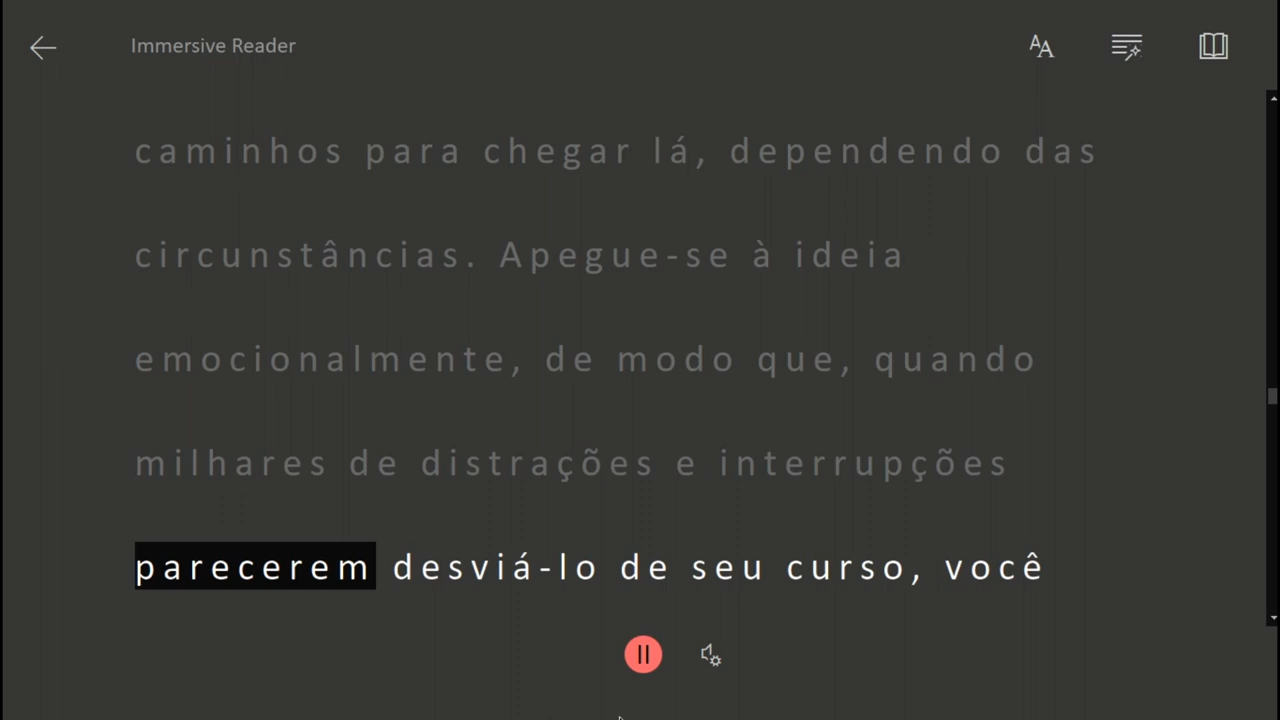 Immersive Reader
caminhos para chegar lá, dependendo das
circunstâncias. Apegue-se à ideia
emocionalmente, de modo que, quando
milhares de distrações e interrupções
parecerem desviá-lo de seu curso, você